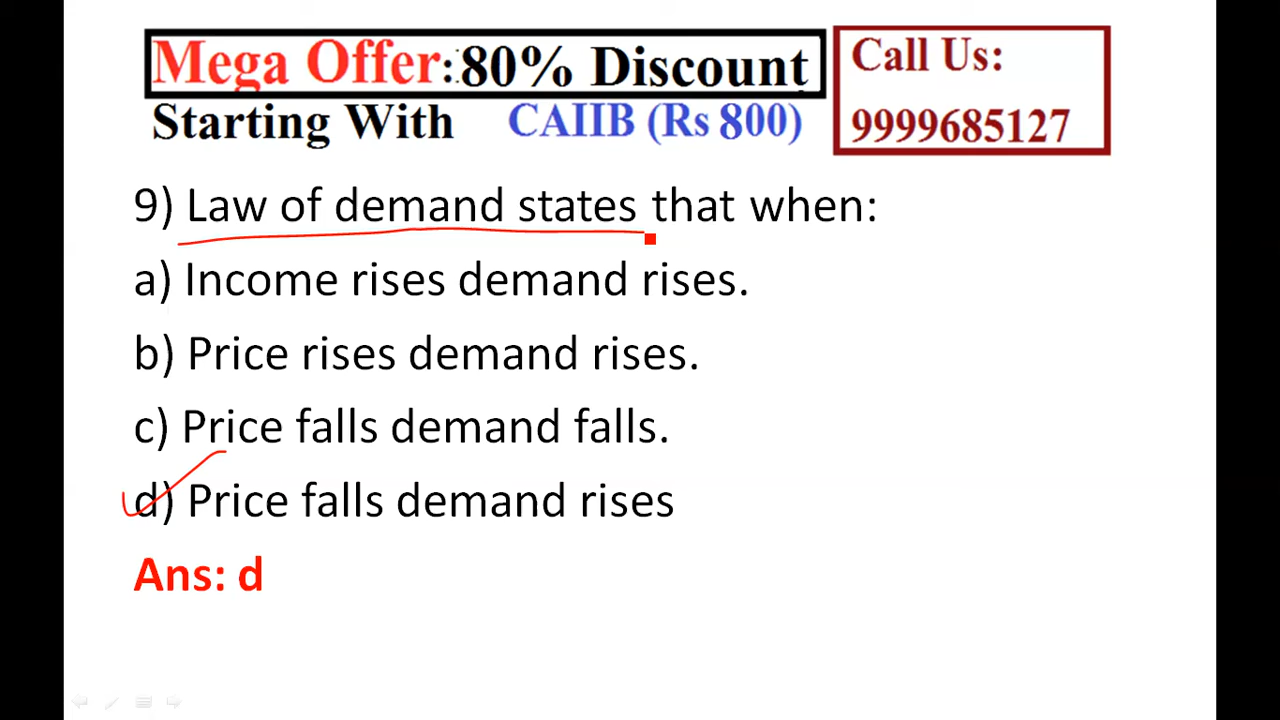 Mega Offer: 80% Discount
Starting With CAIIB (Rs 800)
Call Us:
9999685127
9) Law of demand states that when:
a) Income rises demand rises.
b) Price rises demand rises.
c) Price falls demand falls.
d) Price falls demand rises
Ans: d